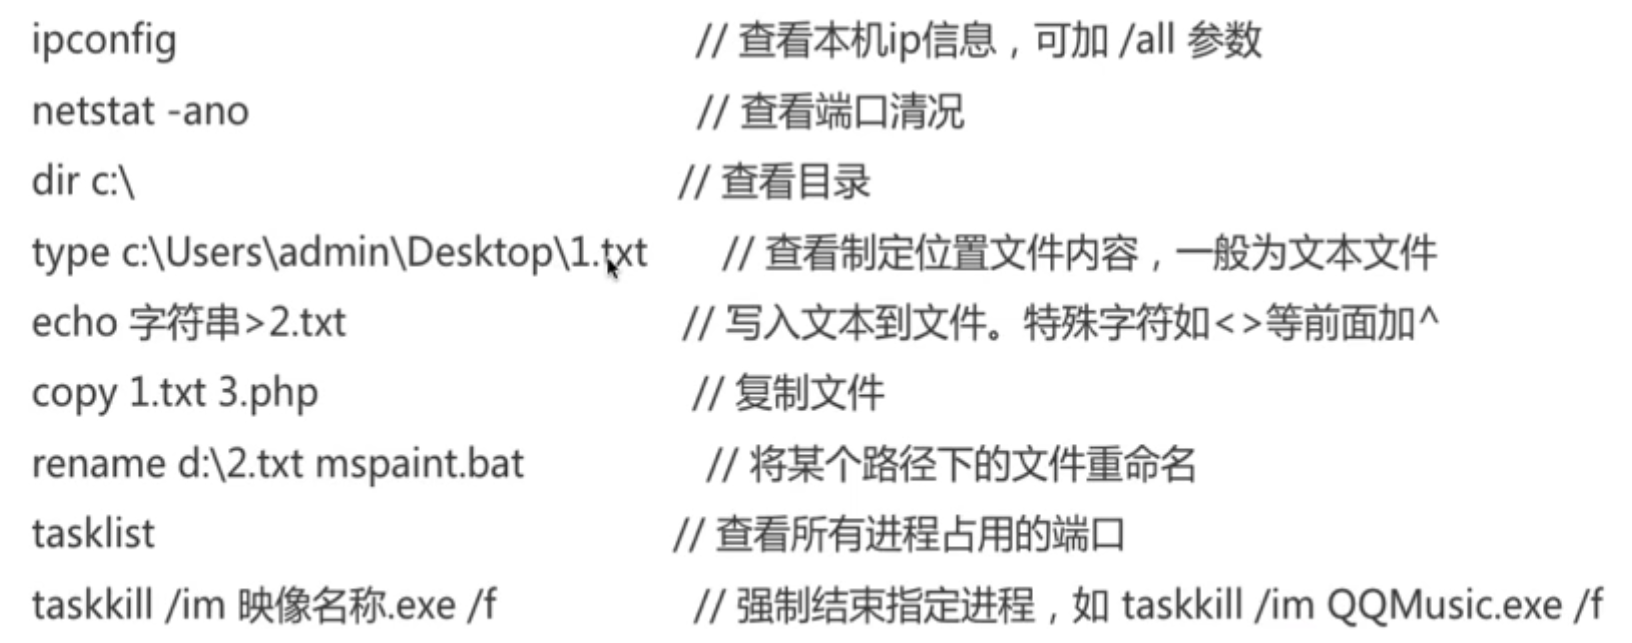 ipconfig // 查看本机ip信息，可加 /all 参数
netstat -ano // 查看端口清况
dir c:\ // 查看目录
type c:\Users\admin\Desktop\1.txt // 查看制定位置文件内容，一般为文本文件
echo 字符串>2.txt // 写入文本到文件。特殊字符如<>等前面加^
copy 1.txt 3.php // 复制文件
rename d:\2.txt mspaint.bat // 将某个路径下的文件重命名
tasklist // 查看所有进程占用的端口
taskkill /im 映像名称.exe /f // 强制结束指定进程，如 taskkill /im QQMusic.exe /f